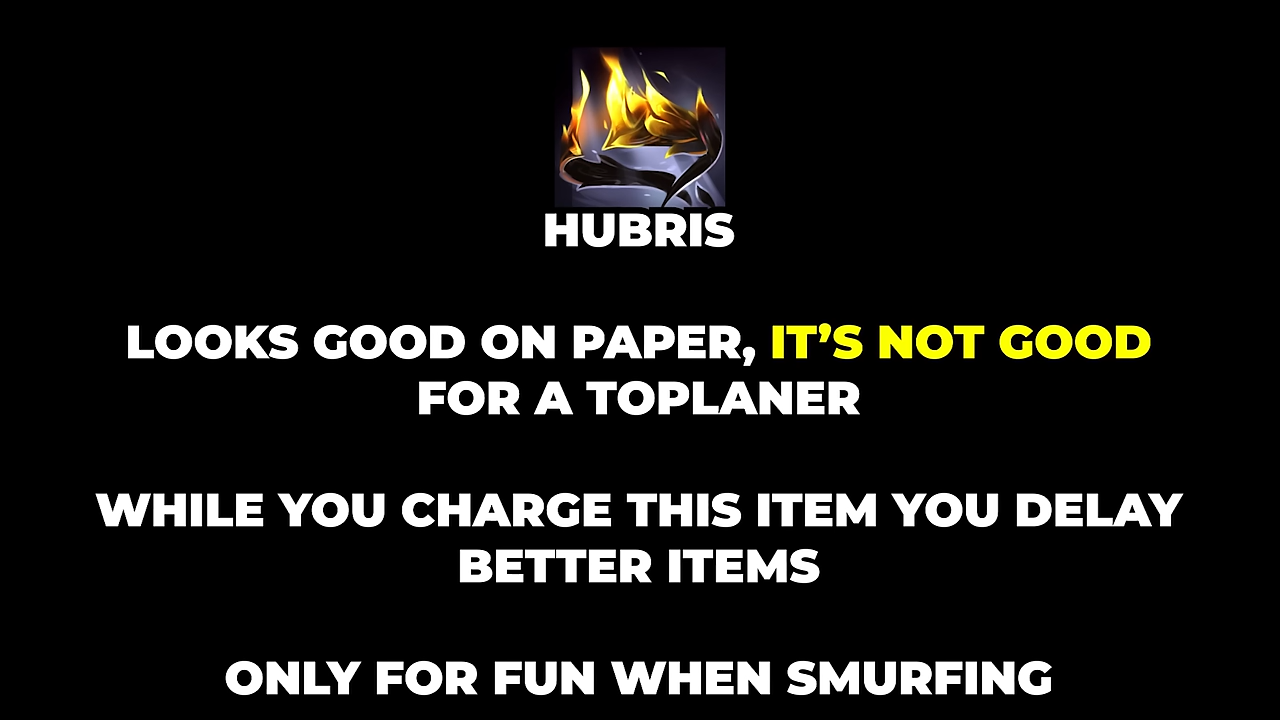 HUBRIS
LOOKS GOOD ON PAPER, IT’S NOT GOOD
FOR A TOPLANER
WHILE YOU CHARGE THIS ITEM YOU DELAY
BETTER ITEMS
ONLY FOR FUN WHEN SMURFING